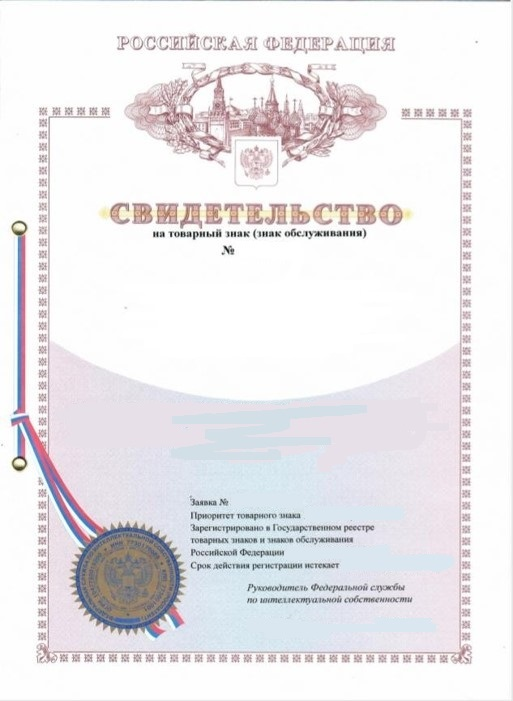 РОССИЙСКАЯ ФЕДЕРАЦИЯ
СВИДЕТЕЛЬСТВО
на товарный знак (знак обслуживания)
№
Заявка №
Приоритет товарного знака
Зарегистрировано в Государственном реестре
товарных знаков и знаков обслуживания
Российской Федерации
Срок действия регистрации истекает
Руководитель Федеральной службы
по интеллектуальной собственности